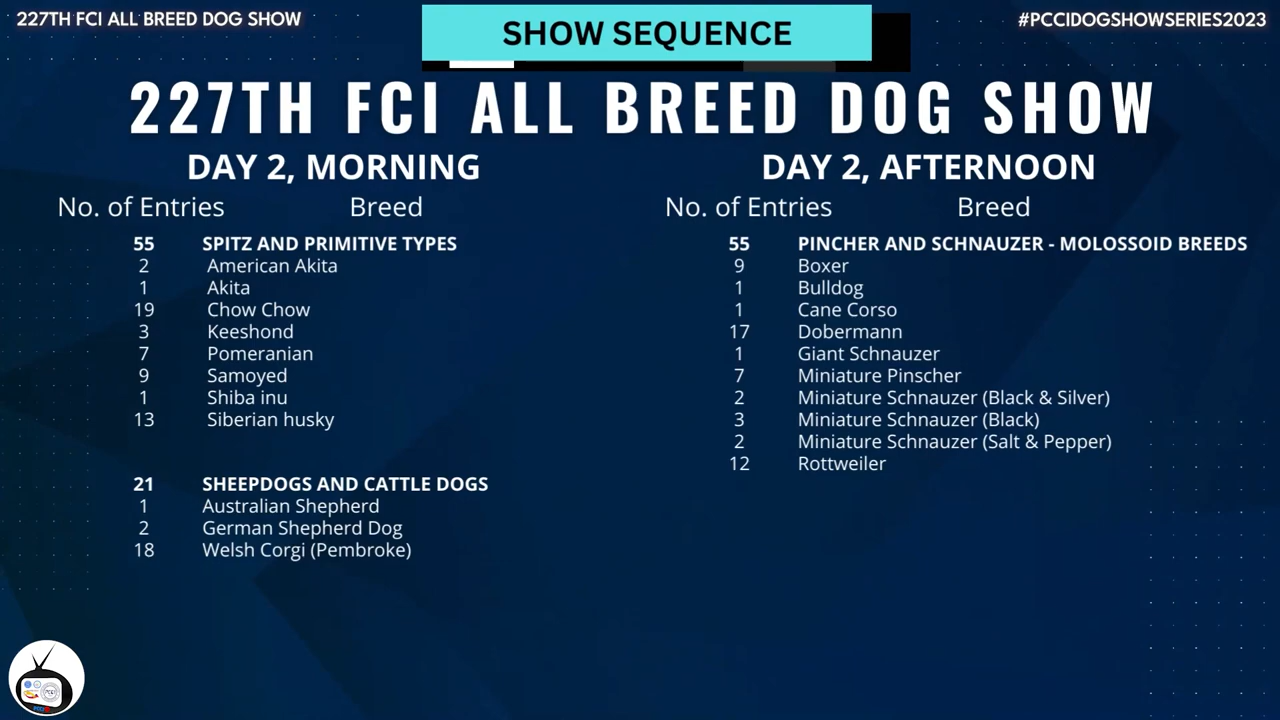 227TH FCI ALL BREED DOG SHOW
SHOW SEQUENCE
#PCCIDOGSHOWSERIES2023
227TH FCI ALL BREED DOG SHOW
DAY 2, MORNING
No. of Entries Breed
55 SPITZ AND PRIMITIVE TYPES
2 American Akita
1 Akita
19 Chow Chow
3 Keeshond
7 Pomeranian
9 Samoyed
1 Shiba inu
13 Siberian husky
21 SHEEPDOGS AND CATTLE DOGS
1 Australian Shepherd
2 German Shepherd Dog
18 Welsh Corgi (Pembroke)
DAY 2, AFTERNOON
No. of Entries Breed
55 PINCHER AND SCHNAUZER - MOLOSSOID BREEDS
9 Boxer
1 Bulldog
1 Cane Corso
17 Dobermann
1 Giant Schnauzer
7 Miniature Pinscher
2 Miniature Schnauzer (Black & Silver)
3 Miniature Schnauzer (Black)
2 Miniature Schnauzer (Salt & Pepper)
12 Rottweiler